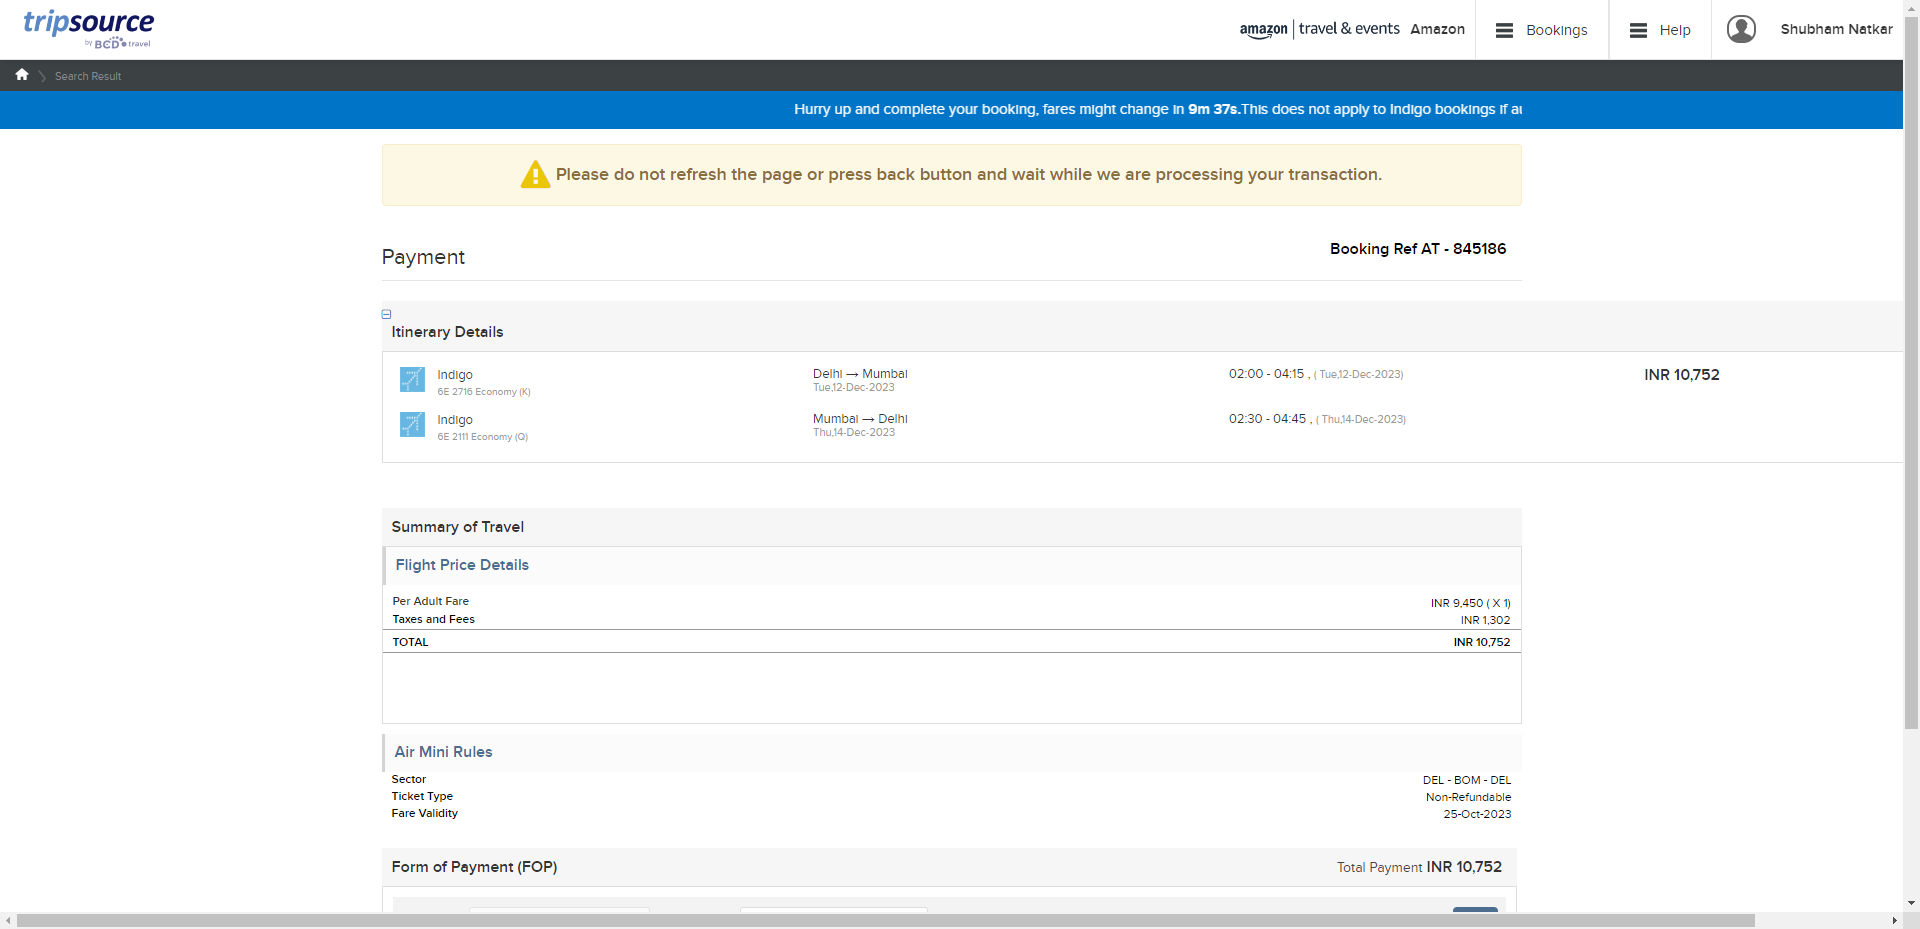 tripsource
by BCD travel
amazon | travel & events Amazon
Bookings
Help
Shubham Natkar
Search Result
Hurry up and complete your booking, fares might change in 9m 37s.This does not apply to Indigo bookings if
Please do not refresh the page or press back button and wait while we are processing your transaction.
Payment
Booking Ref AT - 845186
Itinerary Details
Indigo
6E 2716 Economy (K)
Delhi → Mumbai
Tue,12-Dec-2023
02:00 - 04:15 , ( Tue,12-Dec-2023)
INR 10,752
Indigo
6E 2111 Economy (Q)
Mumbai → Delhi
Thu,14-Dec-2023
02:30 - 04:45 , ( Thu,14-Dec-2023)
Summary of Travel
Flight Price Details
Per Adult Fare INR 9,450 ( X 1)
Taxes and Fees INR 1,302
TOTAL INR 10,752
Air Mini Rules
Sector DEL - BOM - DEL
Ticket Type Non-Refundable
Fare Validity 25-Oct-2023
Form of Payment (FOP) Total Payment INR 10,752